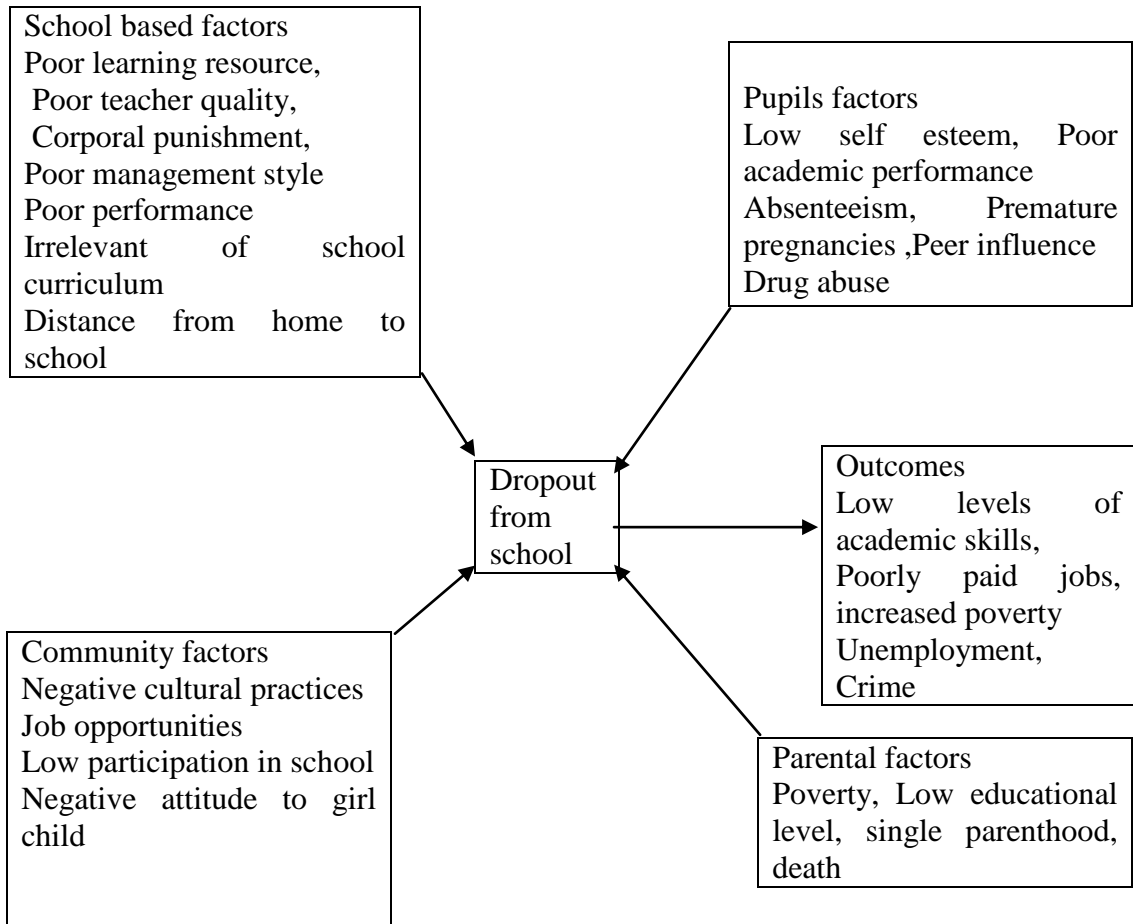 School based factors
Poor learning resource,
Poor teacher quality,
Corporal punishment,
Poor management style
Poor performance
Irrelevant of school
curriculum
Distance from home to
school
Pupils factors
Low self esteem, Poor
academic performance
Absenteeism, Premature
pregnancies ,Peer influence
Drug abuse
Dropout
from
school
Outcomes
Low levels of
academic skills,
Poorly paid jobs,
increased poverty
Unemployment,
Crime
Community factors
Negative cultural practices
Job opportunities
Low participation in school
Negative attitude to girl
child
Parental factors
Poverty, Low educational
level, single parenthood,
death